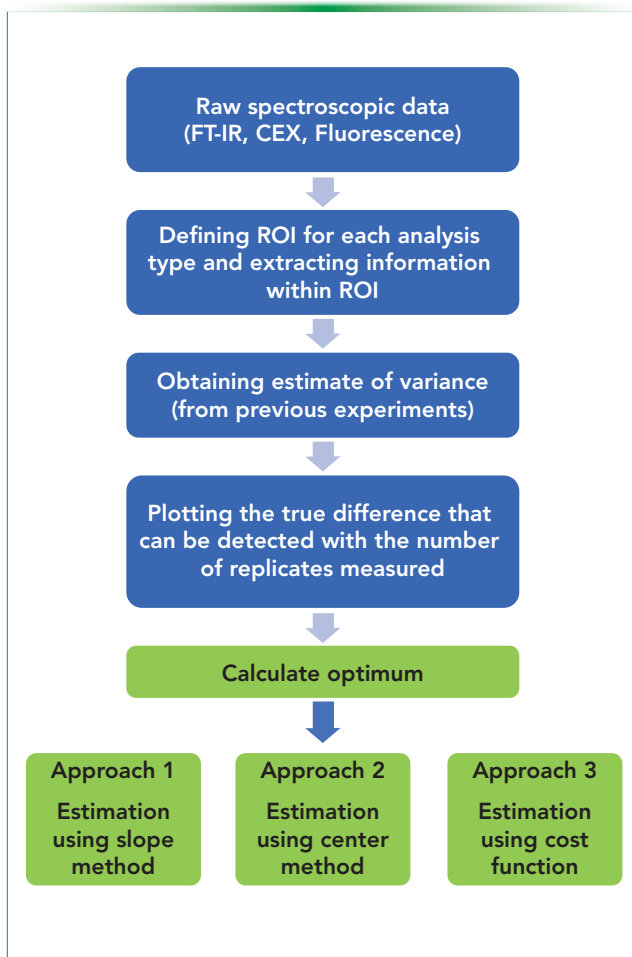 Raw spectroscopic data
(FT-IR, CEX, Fluorescence)
Defining ROI for each analysis
type and extracting information
within ROI
Obtaining estimate of variance
(from previous experiments)
Plotting the true difference that
can be detected with the number
of replicates measured
Calculate optimum
Approach 1
Estimation
using slope
method
Approach 2
Estimation
using center
method
Approach 3
Estimation
using cost
function